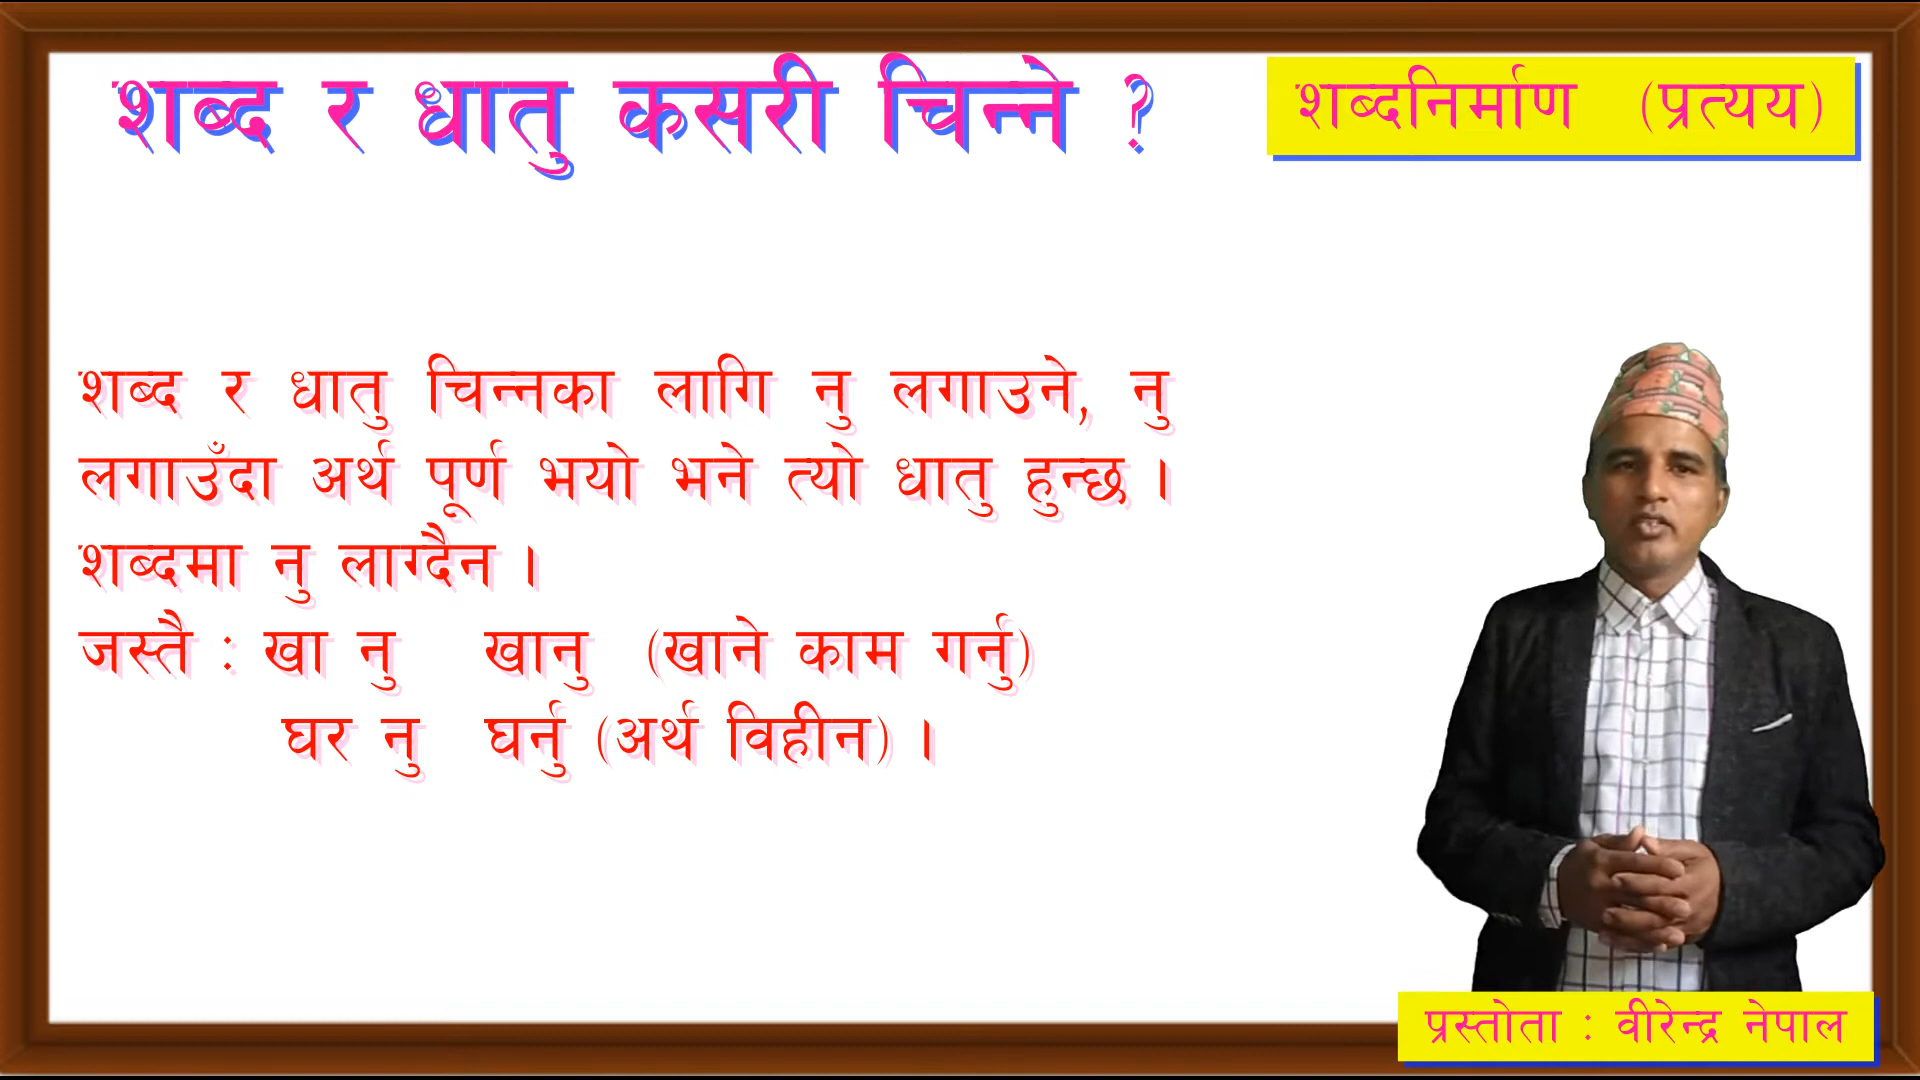 शब्द र धातु कसरी चिन्ने ?
शब्दनिर्माण (प्रत्यय)
शब्द र धातु चिन्नका लागि नु लगाउने, नु
लगाउँदा अर्थ पूर्ण भयो भने त्यो धातु हुन्छ ।
शब्दमा नु लाग्दैन ।
जस्तै : खा नु खानु (खाने काम गर्नु)
घर नु घर्नु (अर्थ विहीन) ।
प्रस्तोता : वीरेन्द्र नेपाल